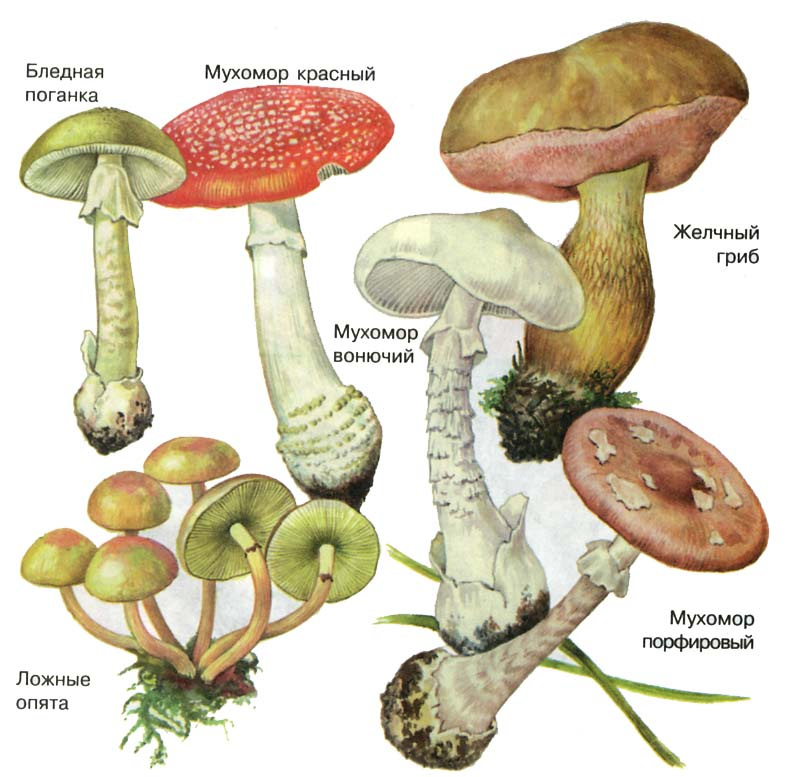 Бледная
поганка
Мухомор красный
Желчный
гриб
Мухомор
вонючий
Мухомор
порфировый
Ложные
опята